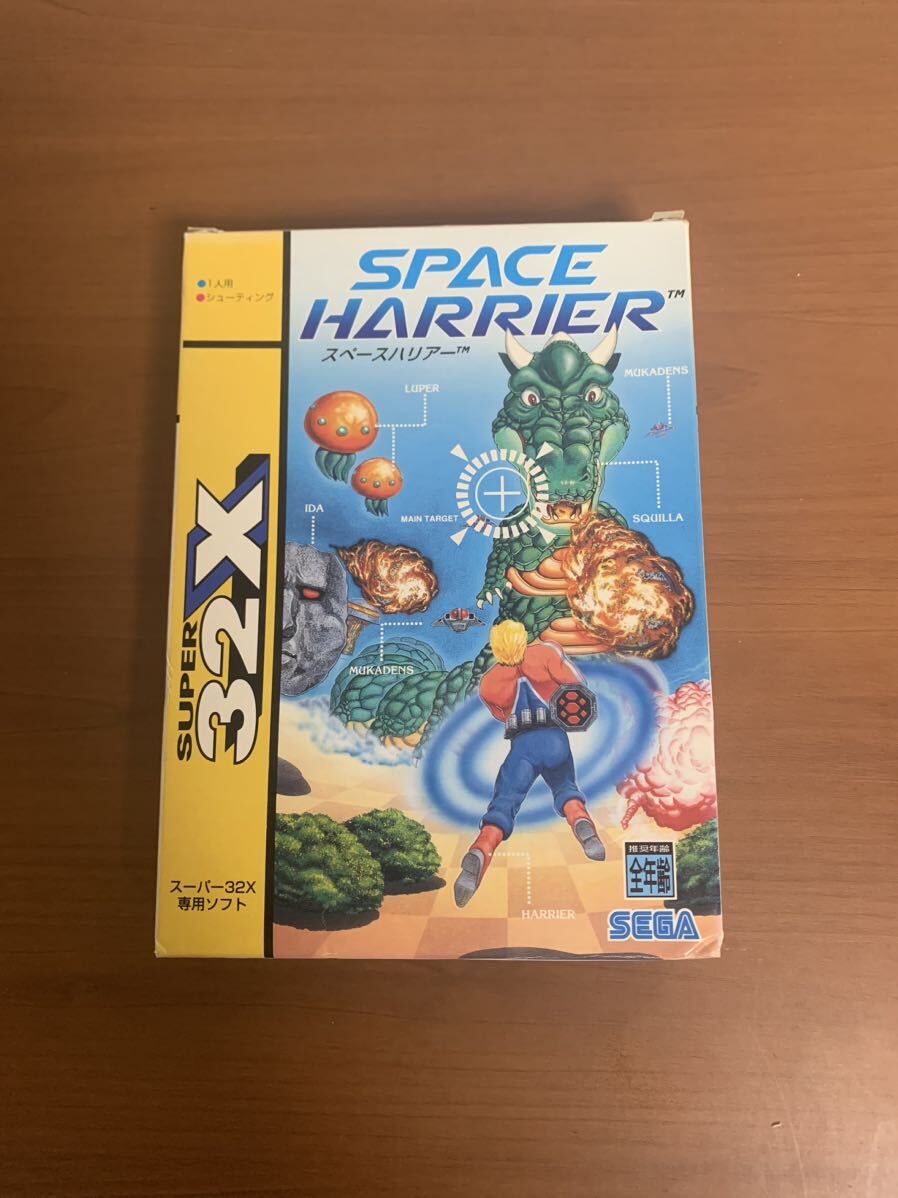 ●1人用
●シューティング
SPACE
HARRIER™
スペースハリアー™
LUPER
MUKADENS
IDA
MAIN TARGET
SQUILLA
MUKADENS
SUPER 32X
スーパー32X
専用ソフト
推奨年齢
全年齢
HARRIER
SEGA